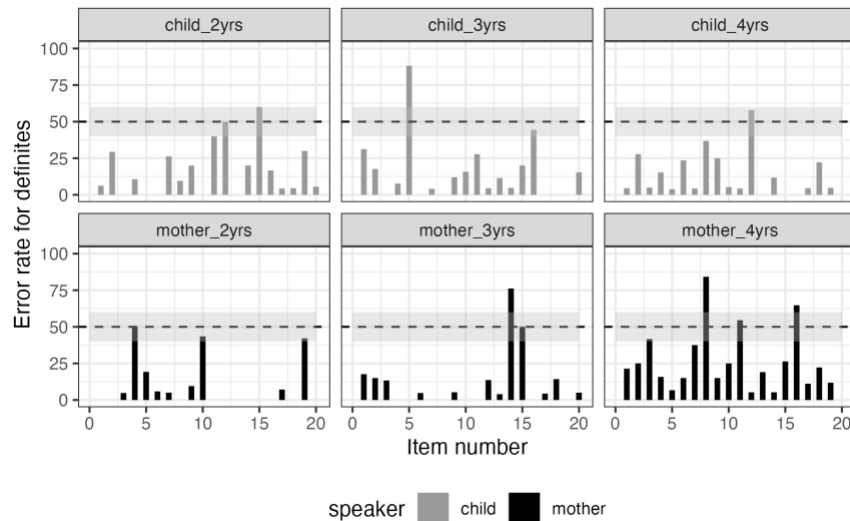 child_2yrs child_3yrs child_4yrs
100
75
50
25
0
mother_2yrs mother_3yrs mother_4yrs
100
75
50
25
0
0 5 10 15 20 0 5 10 15 20 0 5 10 15 20
Error rate for definites
Item number
speaker child mother